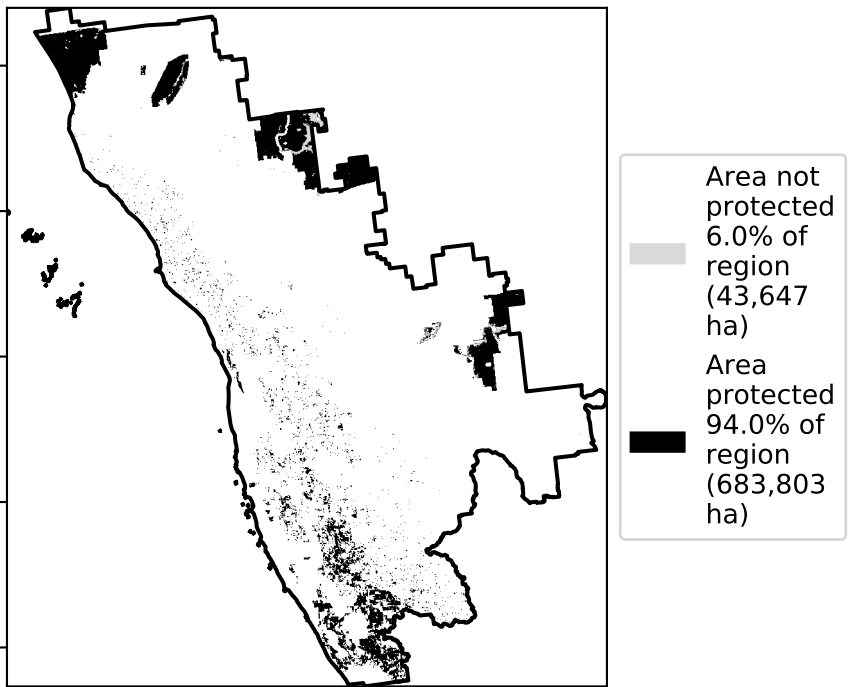 Area not
protected
6.0% of
region
(43,647
ha)
Area
protected
94.0% of
region
(683,803
ha)